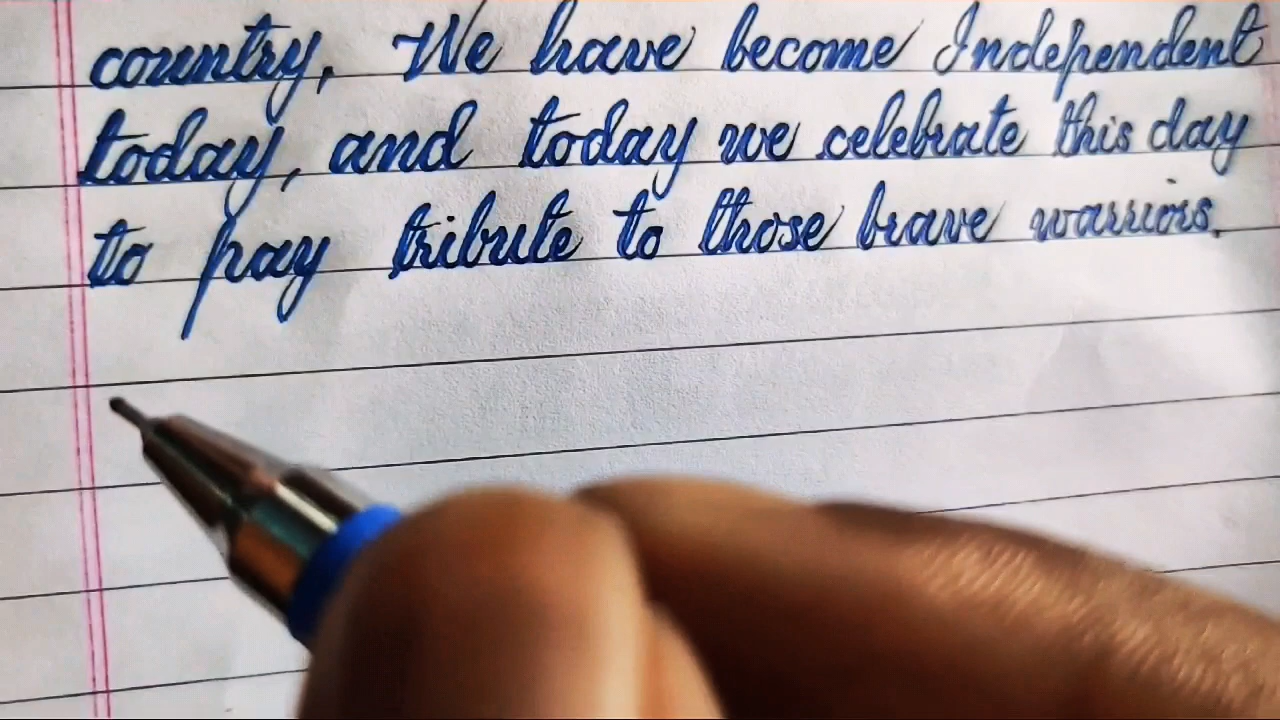 country, We have become Independent
today, and today we celebrate this day
to pay tribute to those brave warriors.